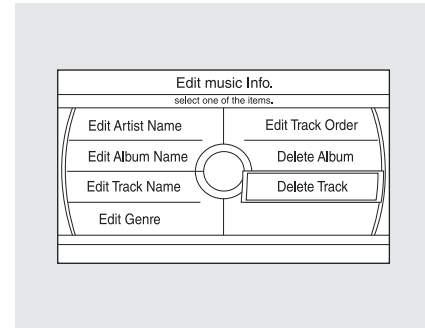 Edit music Info.
select one of the items.
Edit Artist Name
Edit Album Name
Edit Track Name
Edit Genre
Edit Track Order
Delete Album
Delete Track